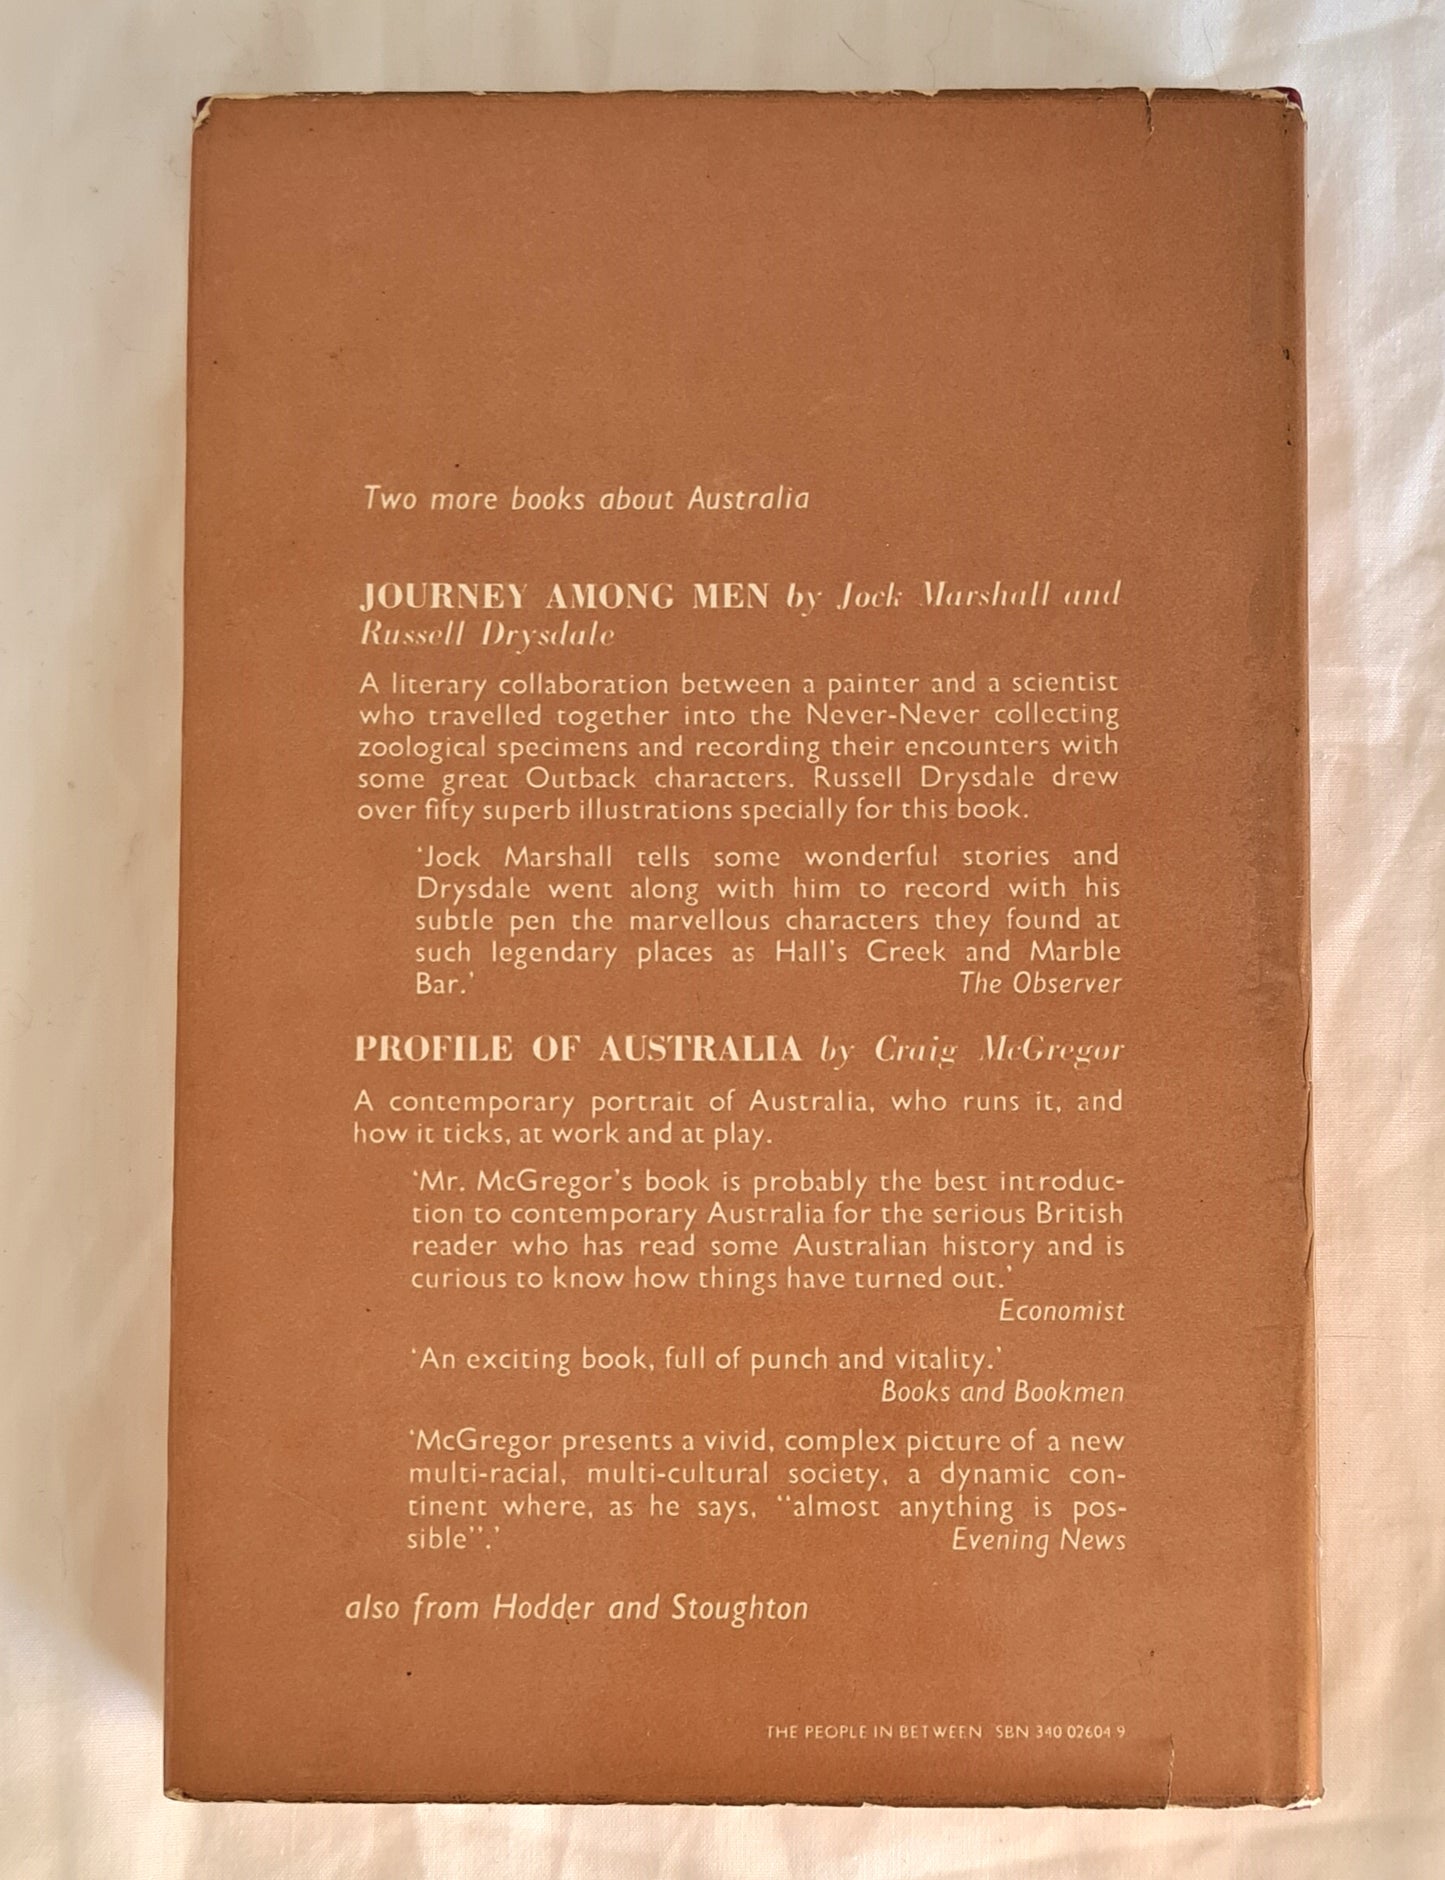 Two more books about Australia
JOURNEY AMONG MEN by Jock Marshall and
Russell Drysdale
A literary collaboration between a painter and a scientist
who travelled together into the Never-Never collecting
zoological specimens and recording their encounters with
some great Outback characters. Russell Drysdale drew
over fifty superb illustrations specially for this book.
‘Jock Marshall tells some wonderful stories and
Drysdale went along with him to record with his
subtle pen the marvellous characters they found at
such legendary places as Hall’s Creek and Marble
Bar.’ The Observer
PROFILE OF AUSTRALIA by Craig McGregor
A contemporary portrait of Australia, who runs it, and
how it ticks, at work and at play.
‘Mr. McGregor’s book is probably the best introduc-
tion to contemporary Australia for the serious British
reader who has read some Australian history and is
curious to know how things have turned out.’
Economist
‘An exciting book, full of punch and vitality.’
Books and Bookmen
‘McGregor presents a vivid, complex picture of a new
multi-racial, multi-cultural society, a dynamic con-
tinent where, as he says, “almost anything is pos-
sible”.’ Evening News
also from Hodder and Stoughton
THE PEOPLE IN BETWEEN SBN 340 02604 9